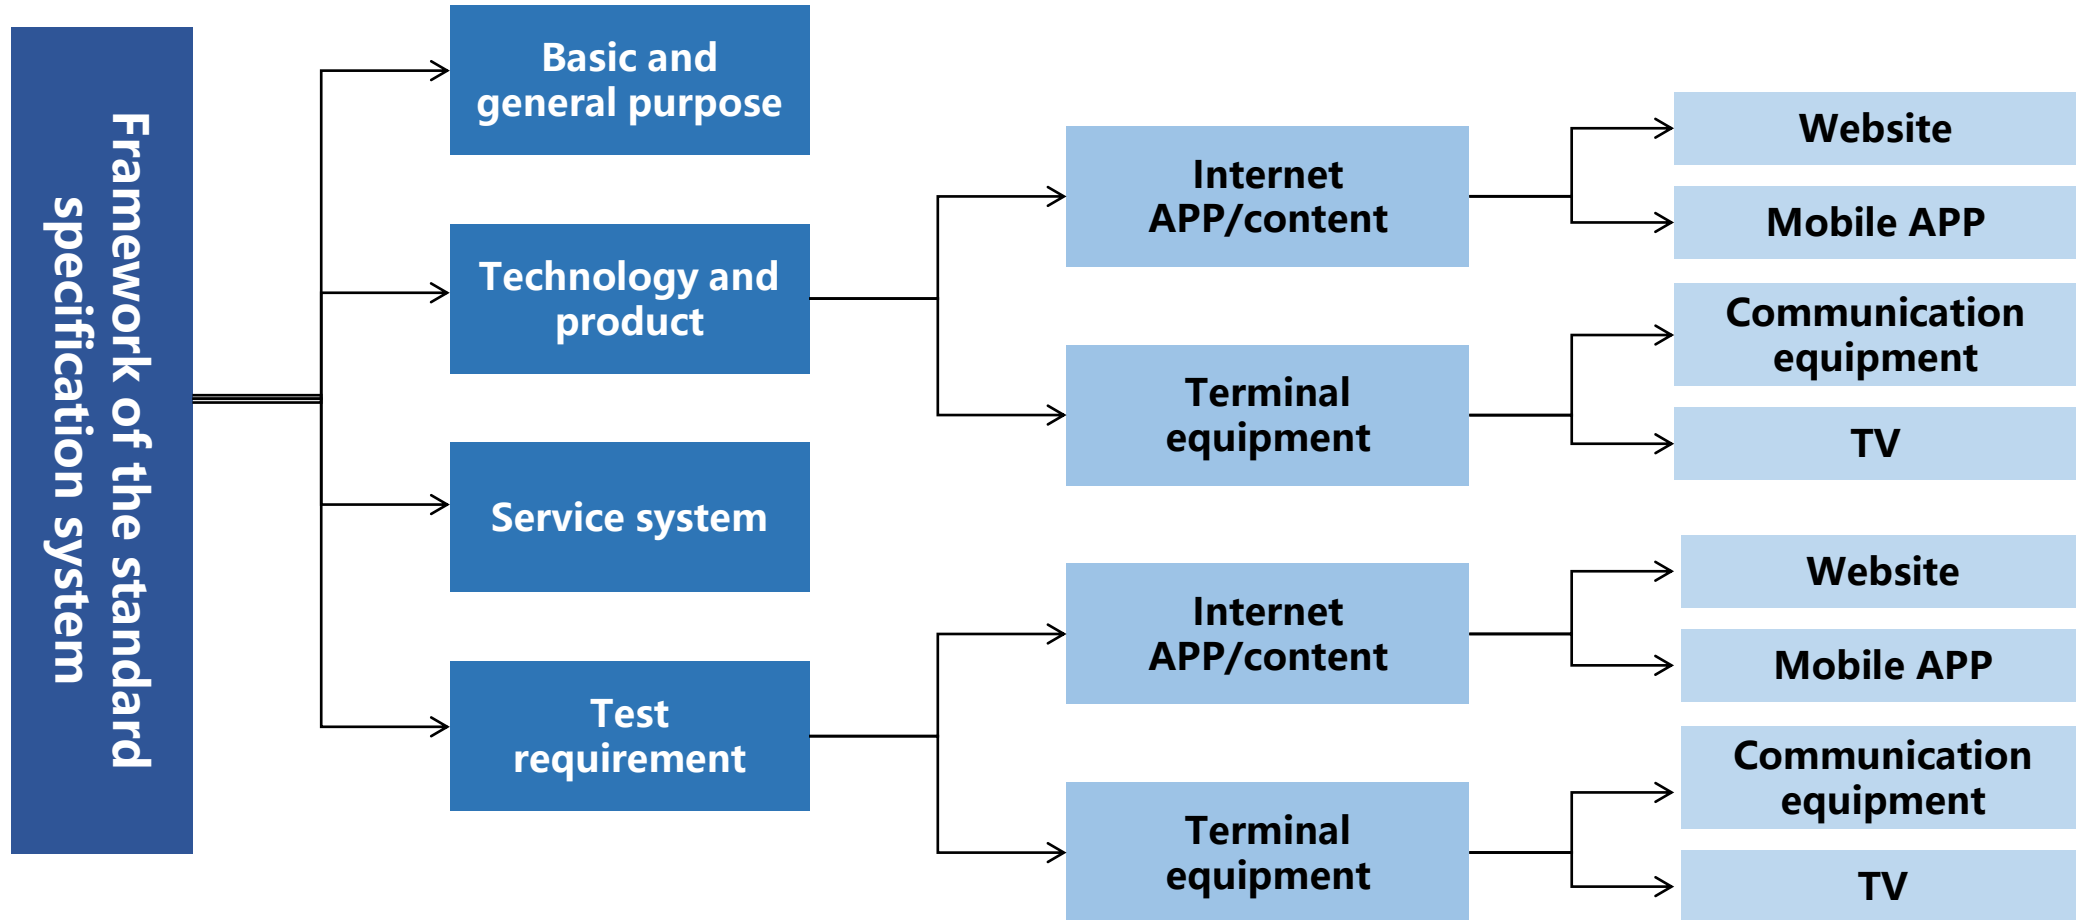 Framework of the standard
specification system
Basic and
general purpose
Technology and
product
Service system
Test
requirement
Internet
APP/content
Terminal
equipment
Internet
APP/content
Terminal
equipment
Website
Mobile APP
Communication
equipment
TV
Website
Mobile APP
Communication
equipment
TV